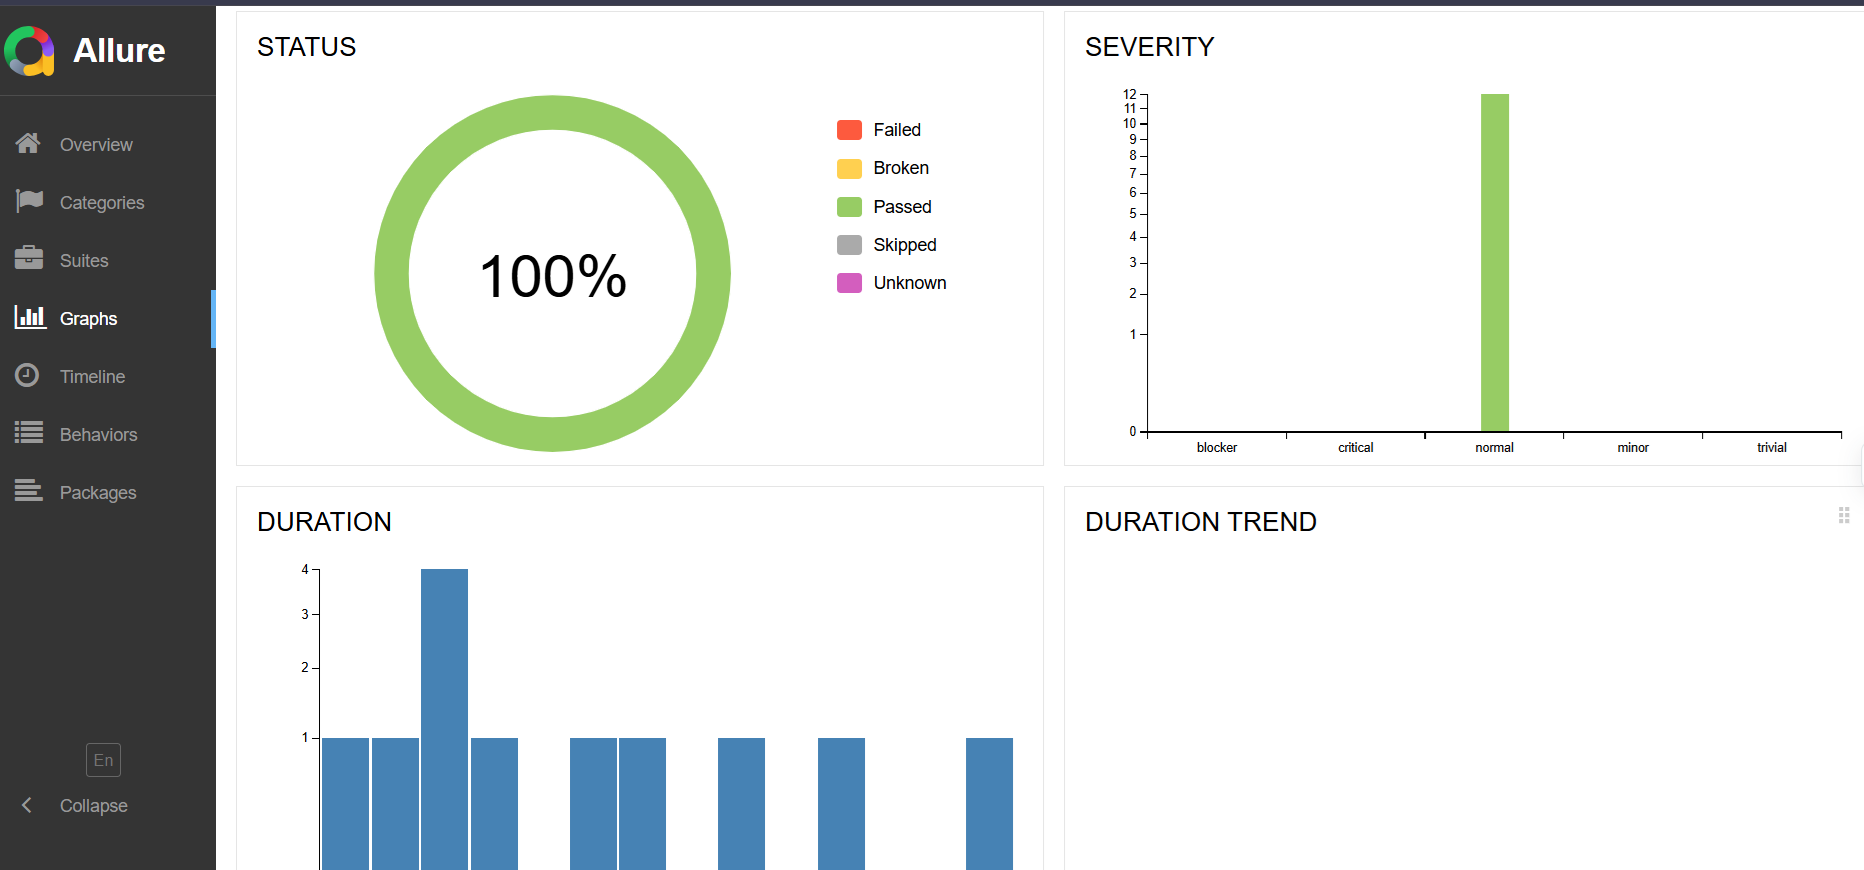 Allure
Overview
Categories
Suites
Graphs
Timeline
Behaviors
Packages
En
Collapse
STATUS
100%
Failed
Broken
Passed
Skipped
Unknown
SEVERITY
12
11
10
9
8
7
6
5
4
3
2
1
0
blocker critical normal minor trivial
DURATION
4
3
2
1
DURATION TREND